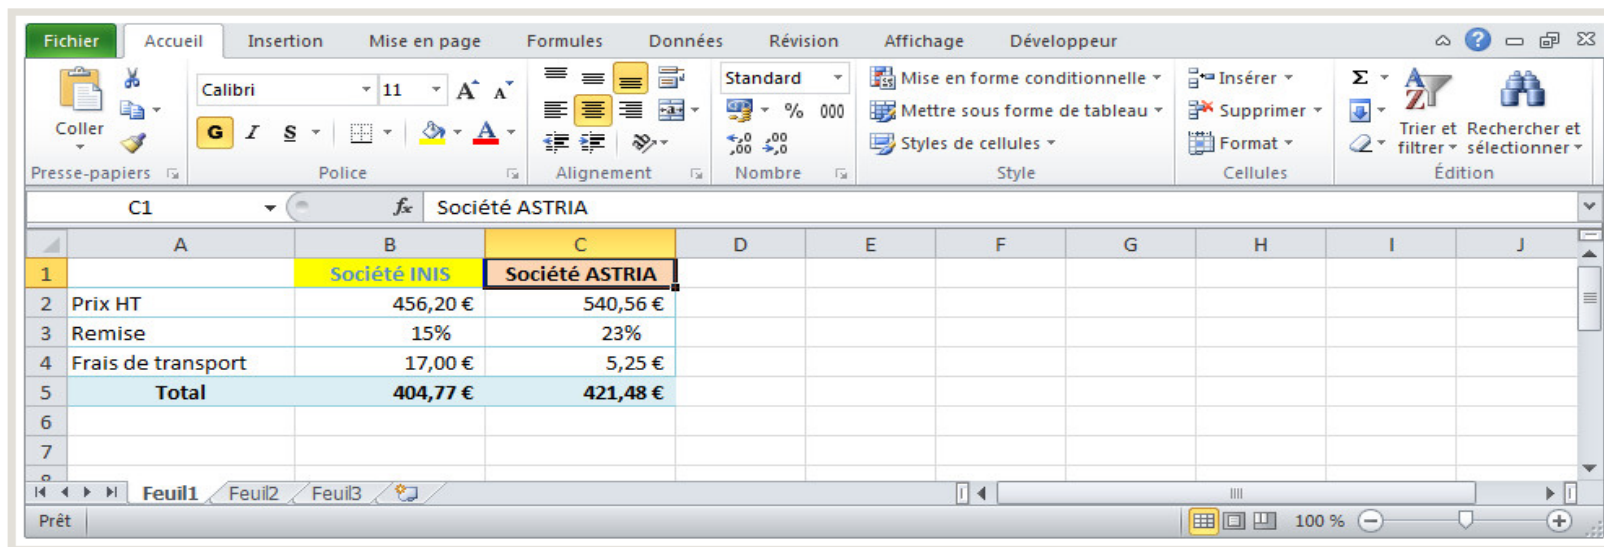 Fichier Accueil Insertion Mise en page Formules Données Révision Affichage Développeur
Calibri 11 A A Standard Mise en forme conditionnelle Insérer Σ
Coller % 000 Mettre sous forme de tableau Supprimer
G I S A ,00 Styles de cellules Format Trier et filtrer Rechercher et sélectionner
Presse-papiers Police Alignement Nombre Style Cellules Édition
C1 fx Société ASTRIA
A B C D E F G H I J
1 Société INIS Société ASTRIA
2 Prix HT 456,20 € 540,56 €
3 Remise 15% 23%
4 Frais de transport 17,00 € 5,25 €
5 Total 404,77 € 421,48 €
6
7
Feuil1 Feuil2 Feuil3
Prêt 100 %